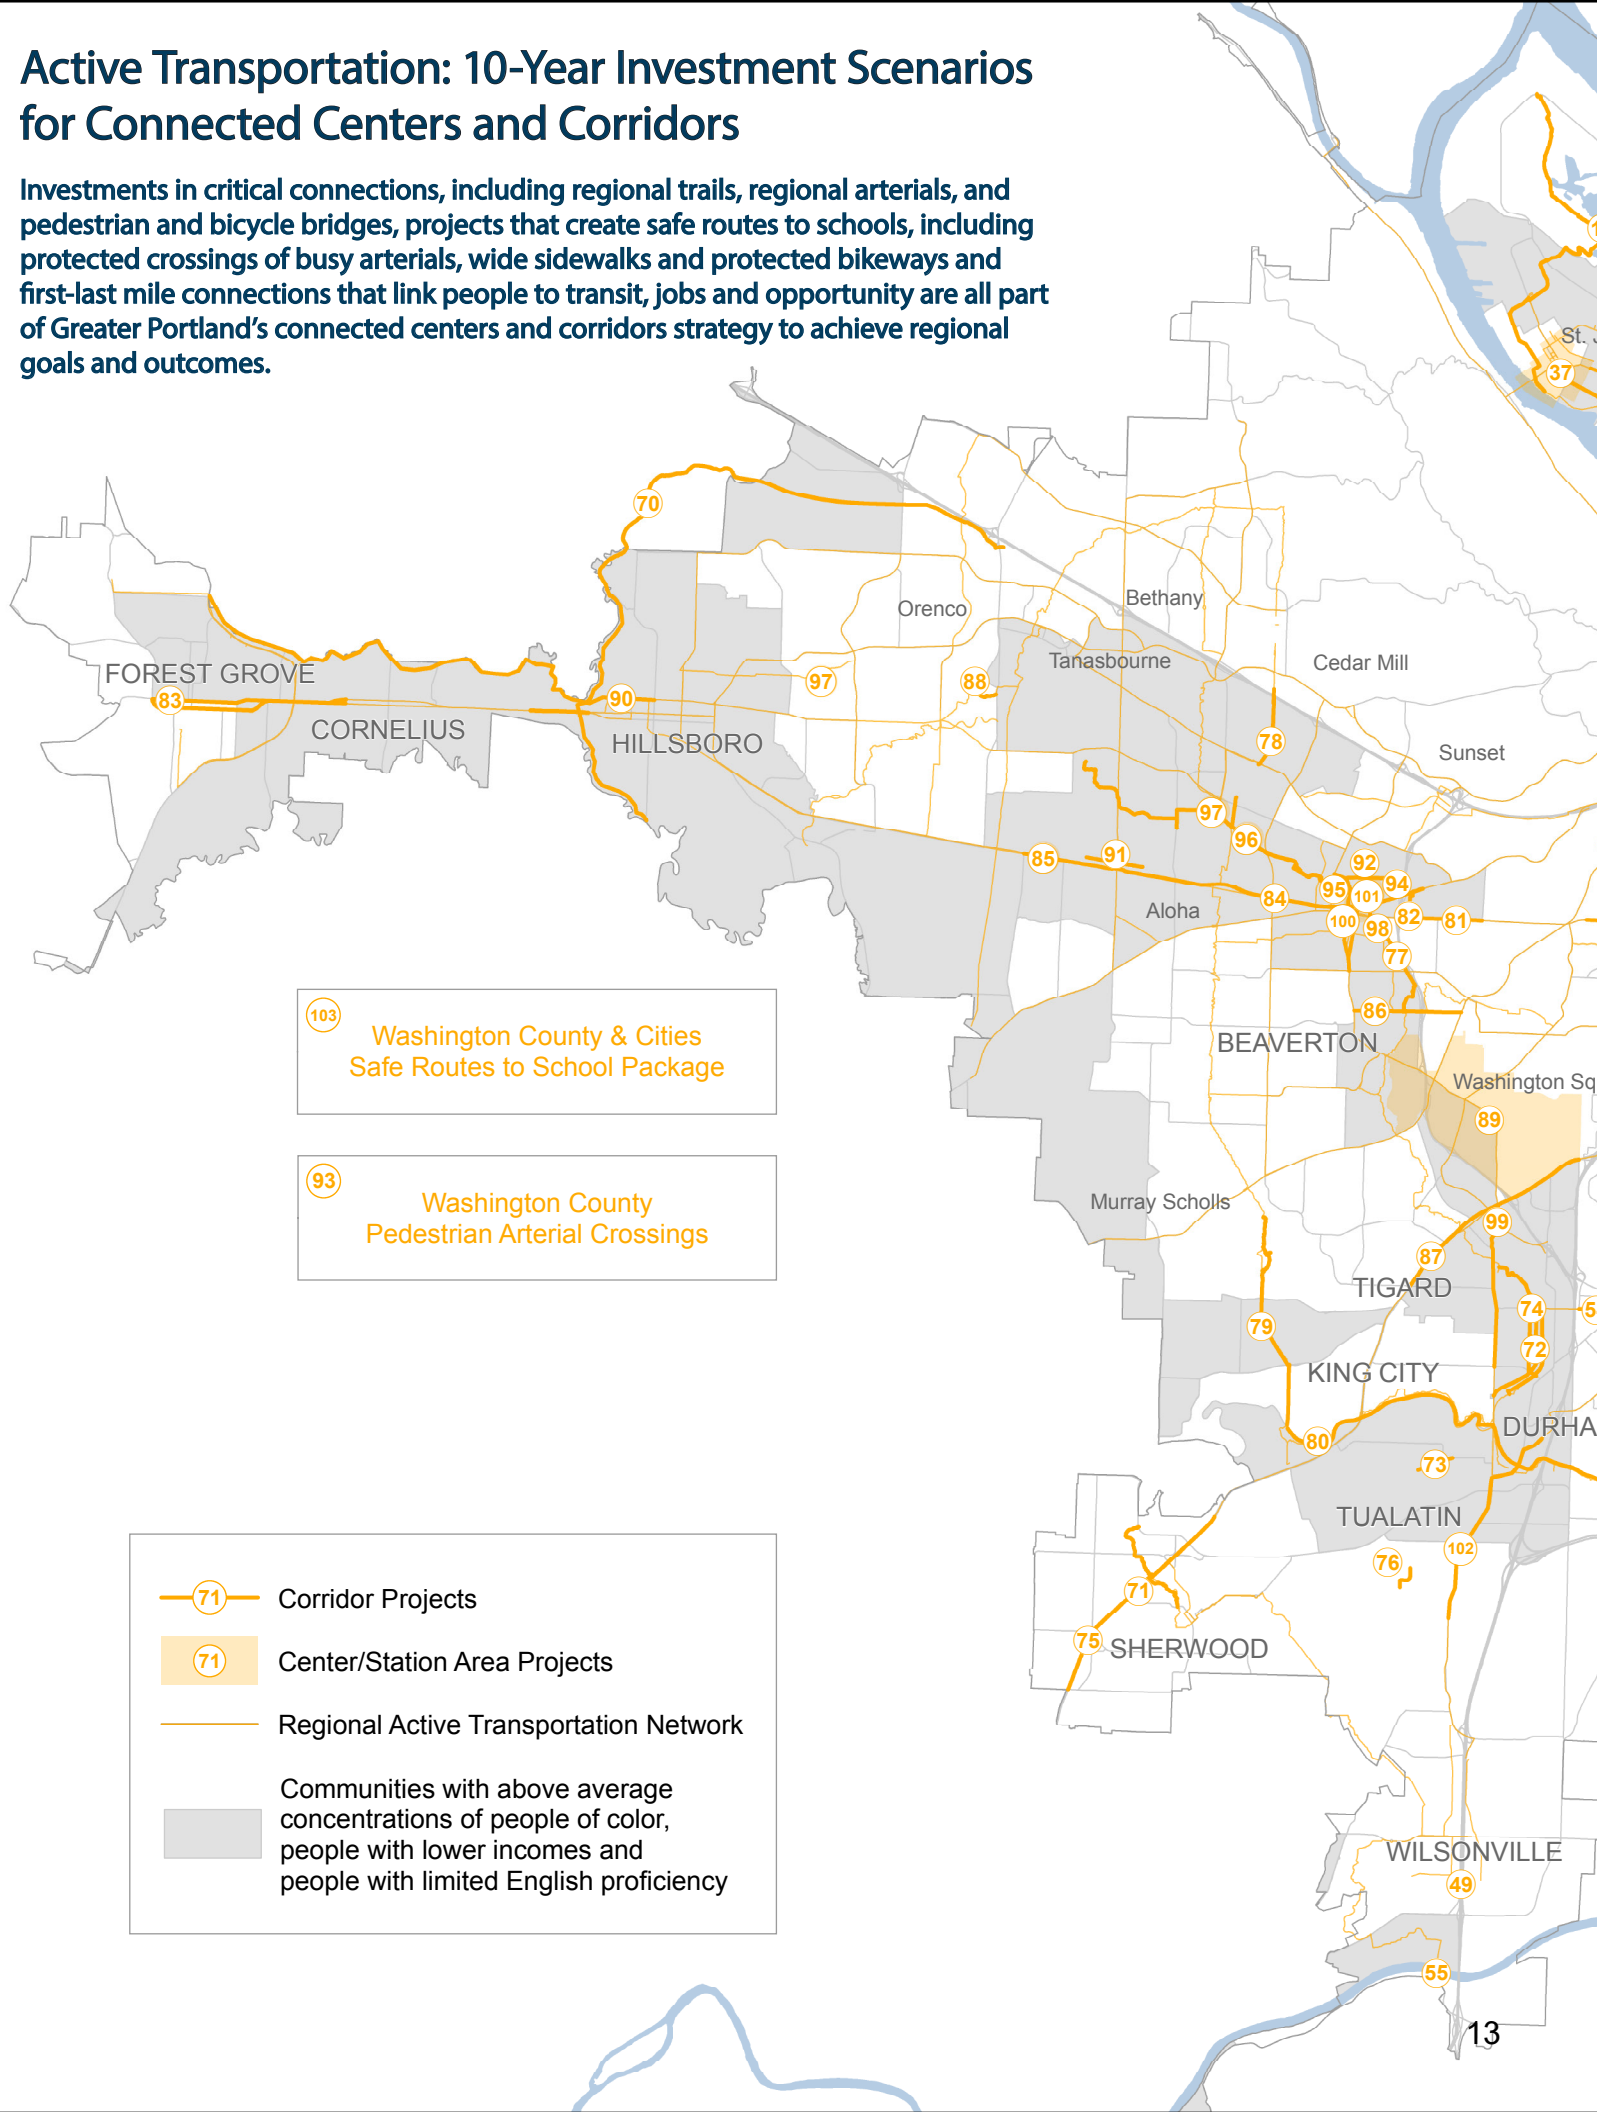 Active Transportation: 10-Year Investment Scenarios
for Connected Centers and Corridors
Investments in critical connections, including regional trails, regional arterials, and
pedestrian and bicycle bridges, projects that create safe routes to schools, including
protected crossings of busy arterials, wide sidewalks and protected bikeways and
first-last mile connections that link people to transit, jobs and opportunity are all part
of Greater Portland's connected centers and corridors strategy to achieve regional
goals and outcomes.
St.
37
70
Orenco
Bethany
Tanasbourne
Cedar Mill
FOREST GROVE
83
CORNELIUS
90
HILLSBORO
97
88
78
Sunset
97
96
85
91
92
84
95
101
94
Aloha
100
98
82
81
77
86
BEAVERTON
Washington Sq
89
103
Washington County & Cities
Safe Routes to School Package
93
Washington County
Pedestrian Arterial Crossings
Murray Scholls
99
87
TIGARD
74
5
79
72
KING CITY
DURHA
80
73
TUALATIN
102
76
71
75
SHERWOOD
71
Corridor Projects
71
Center/Station Area Projects
Regional Active Transportation Network
Communities with above average
concentrations of people of color,
people with lower incomes and
people with limited English proficiency
WILSONVILLE
49
55
13